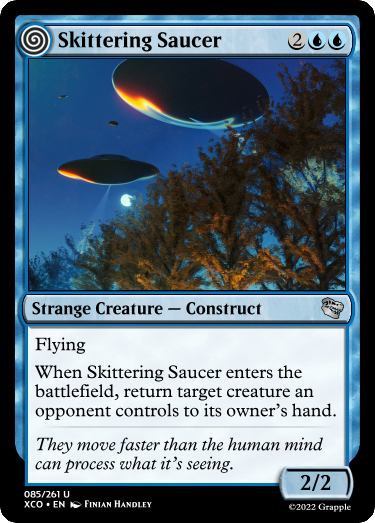 Skittering Saucer 2
Strange Creature — Construct
Flying
When Skittering Saucer enters the
battlefield, return target creature an
opponent controls to its owner's hand.
They move faster than the human mind
can process what it's seeing.
2/2
085/261 U
XCO • EN Finian Handley
©2022 Grapple